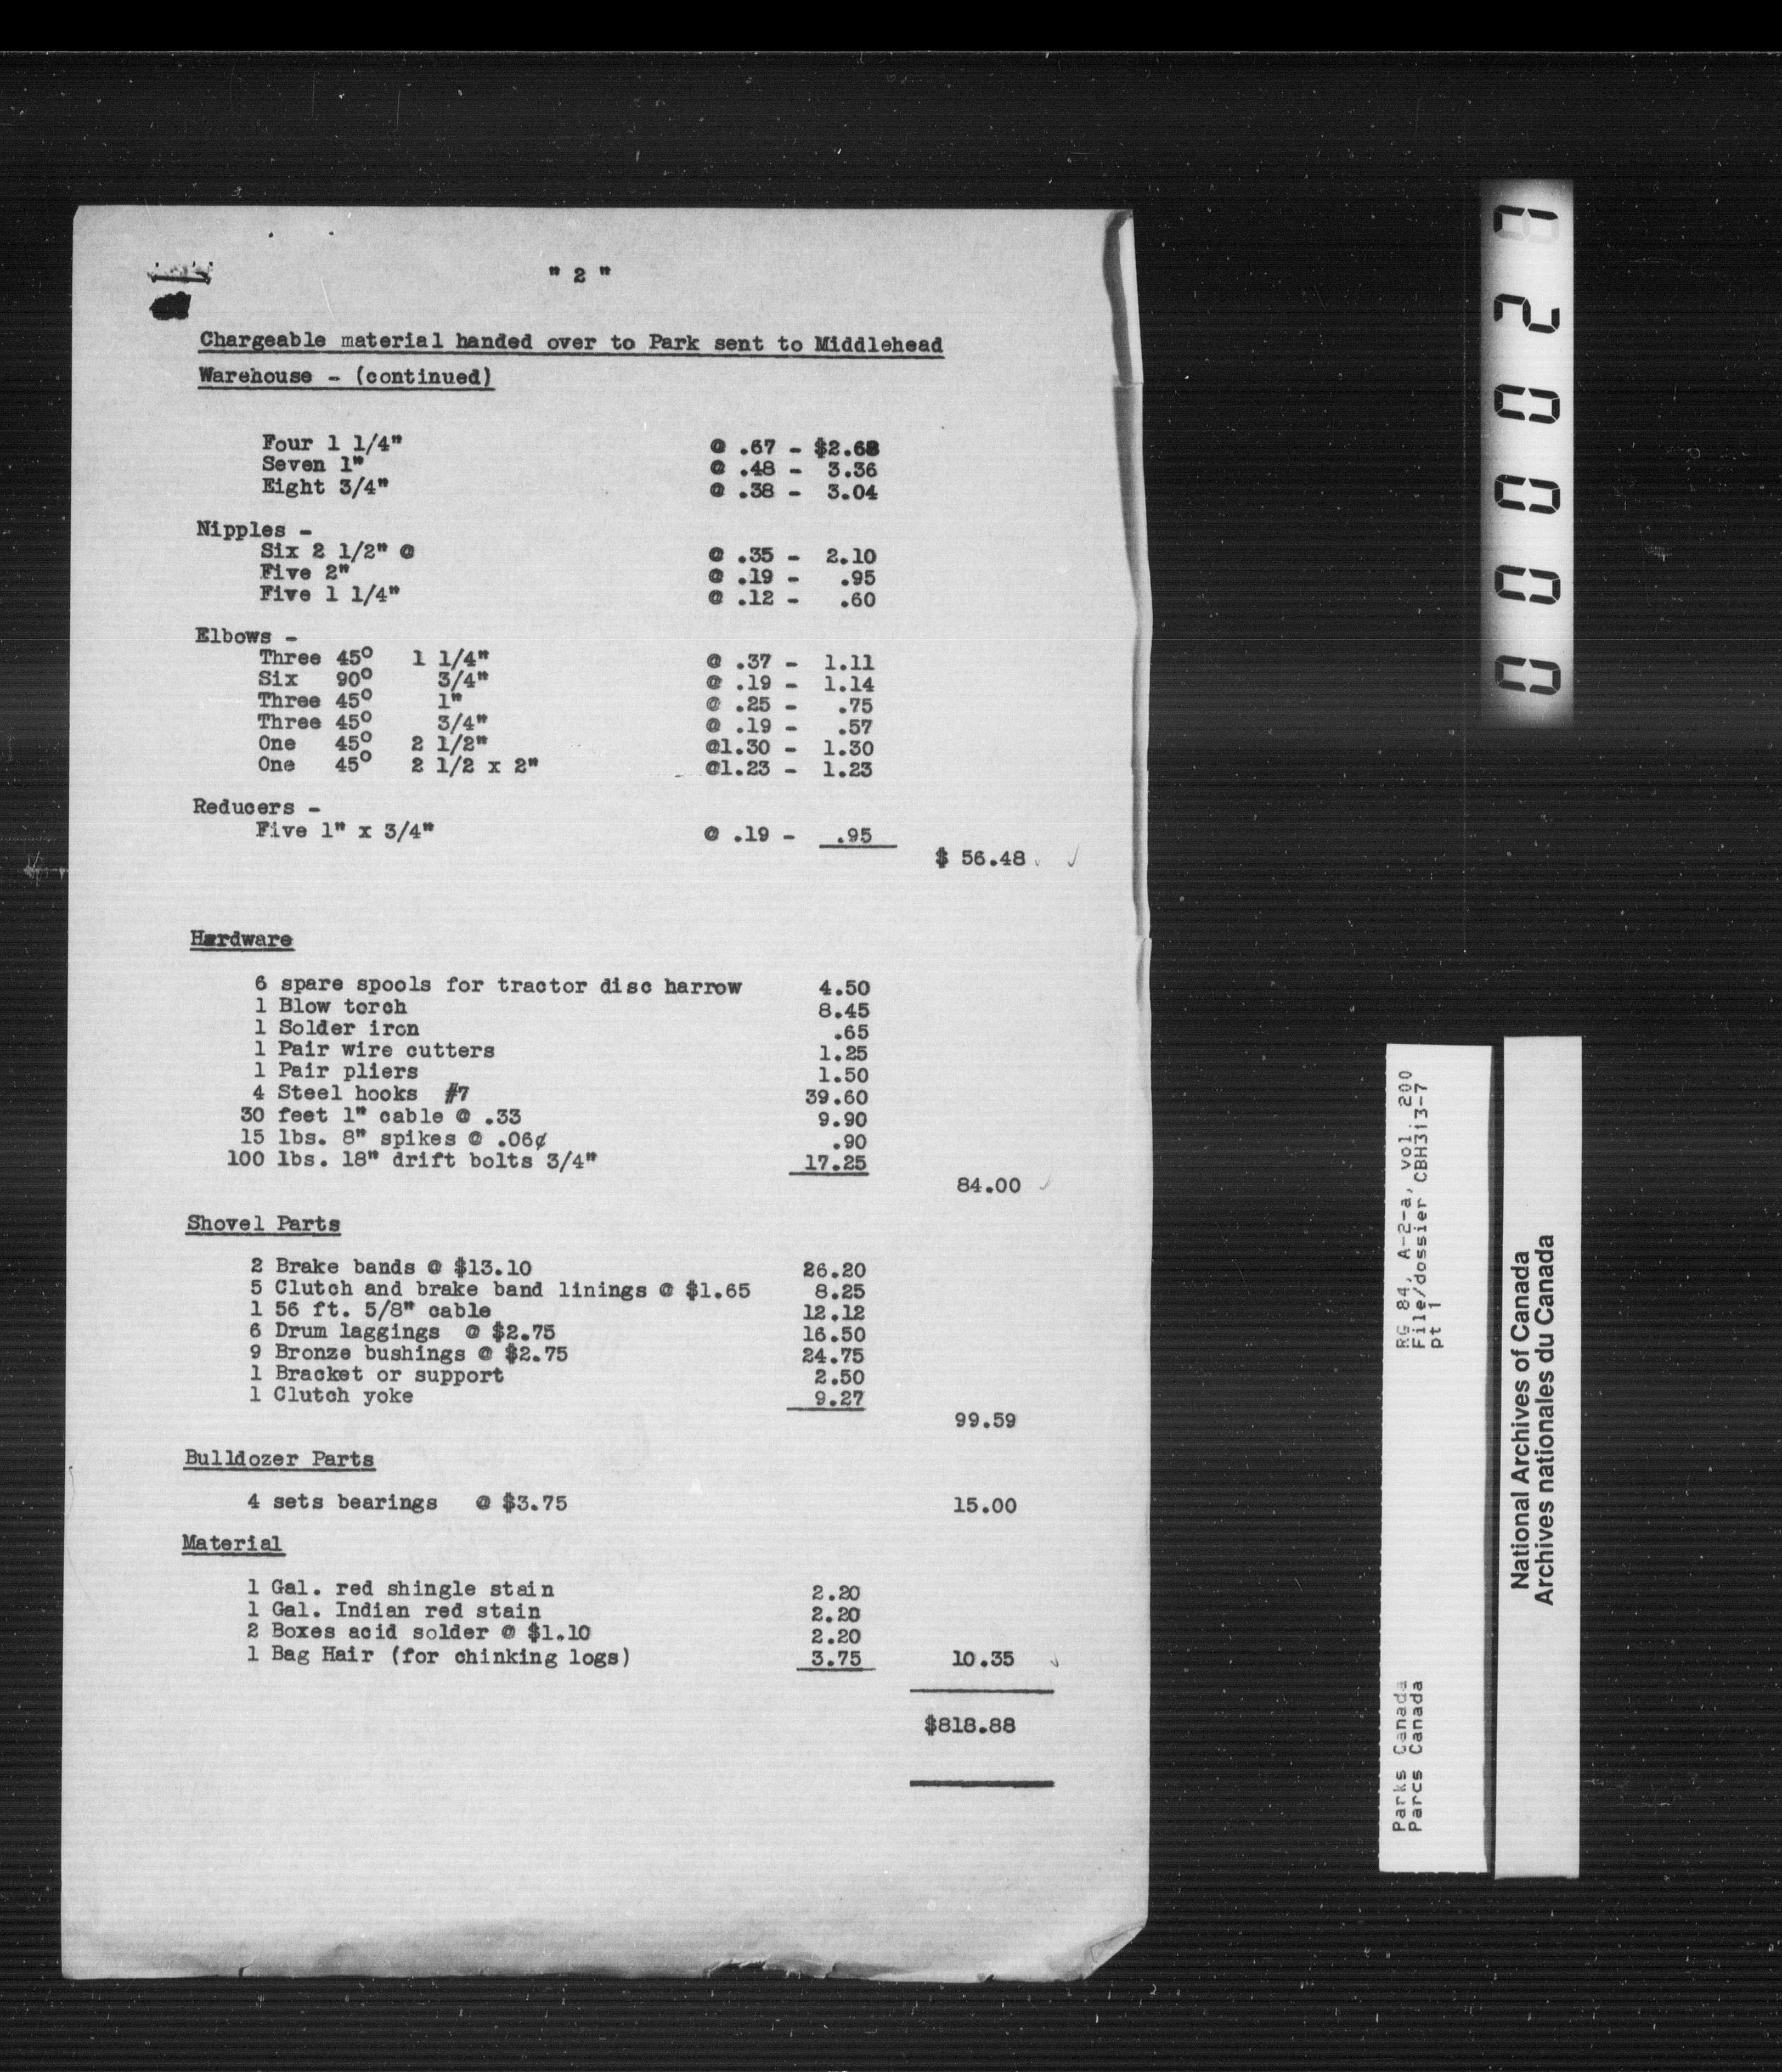 " 2 "
Chargeable material handed over to Park sent to Middlehead
Warehouse - (continued)
Four 1 1/4" @ .67 - $2.68
Seven 1" @ .48 - 3.36
Eight 3/4" @ .38 - 3.04
Nipples -
Six 2 1/2" @ @ .35 - 2.10
Five 2" @ .19 - .95
Five 1 1/4" @ .12 - .60
Elbows -
Three 45° 1 1/4" @ .37 - 1.11
Six 90° 3/4" @ .19 - 1.14
Three 45° 1" @ .25 - .75
Three 45° 3/4" @ .19 - .57
One 45° 2 1/2" @1.30 - 1.30
One 45° 2 1/2 x 2" @1.23 - 1.23
Reducers -
Five 1" x 3/4" @ .19 - .95
$ 56.48
Hardware
6 spare spools for tractor disc harrow 4.50
1 Blow torch 8.45
1 Solder iron .65
1 Pair wire cutters 1.25
1 Pair pliers 1.50
4 Steel hooks #7 39.60
30 feet 1" cable @ .33 9.90
15 lbs. 8" spikes @ .06¢ .90
100 lbs. 18" drift bolts 3/4" 17.25
84.00
Shovel Parts
2 Brake bands @ $13.10 26.20
5 Clutch and brake band linings @ $1.65 8.25
1 56 ft. 5/8" cable 12.12
6 Drum laggings @ $2.75 16.50
9 Bronze bushings @ $2.75 24.75
1 Bracket or support 2.50
1 Clutch yoke 9.27
99.59
Bulldozer Parts
4 sets bearings @ $3.75 15.00
Material
1 Gal. red shingle stain 2.20
1 Gal. Indian red stain 2.20
2 Boxes acid solder @ $1.10 2.20
1 Bag Hair (for chinking logs) 3.75 10.35
$818.88
Parks Canada RG 84, A-2-a, vol. 200
Parcs Canada File/dossier CBH313-7
pt 1
National Archives of Canada
Archives nationales du Canada